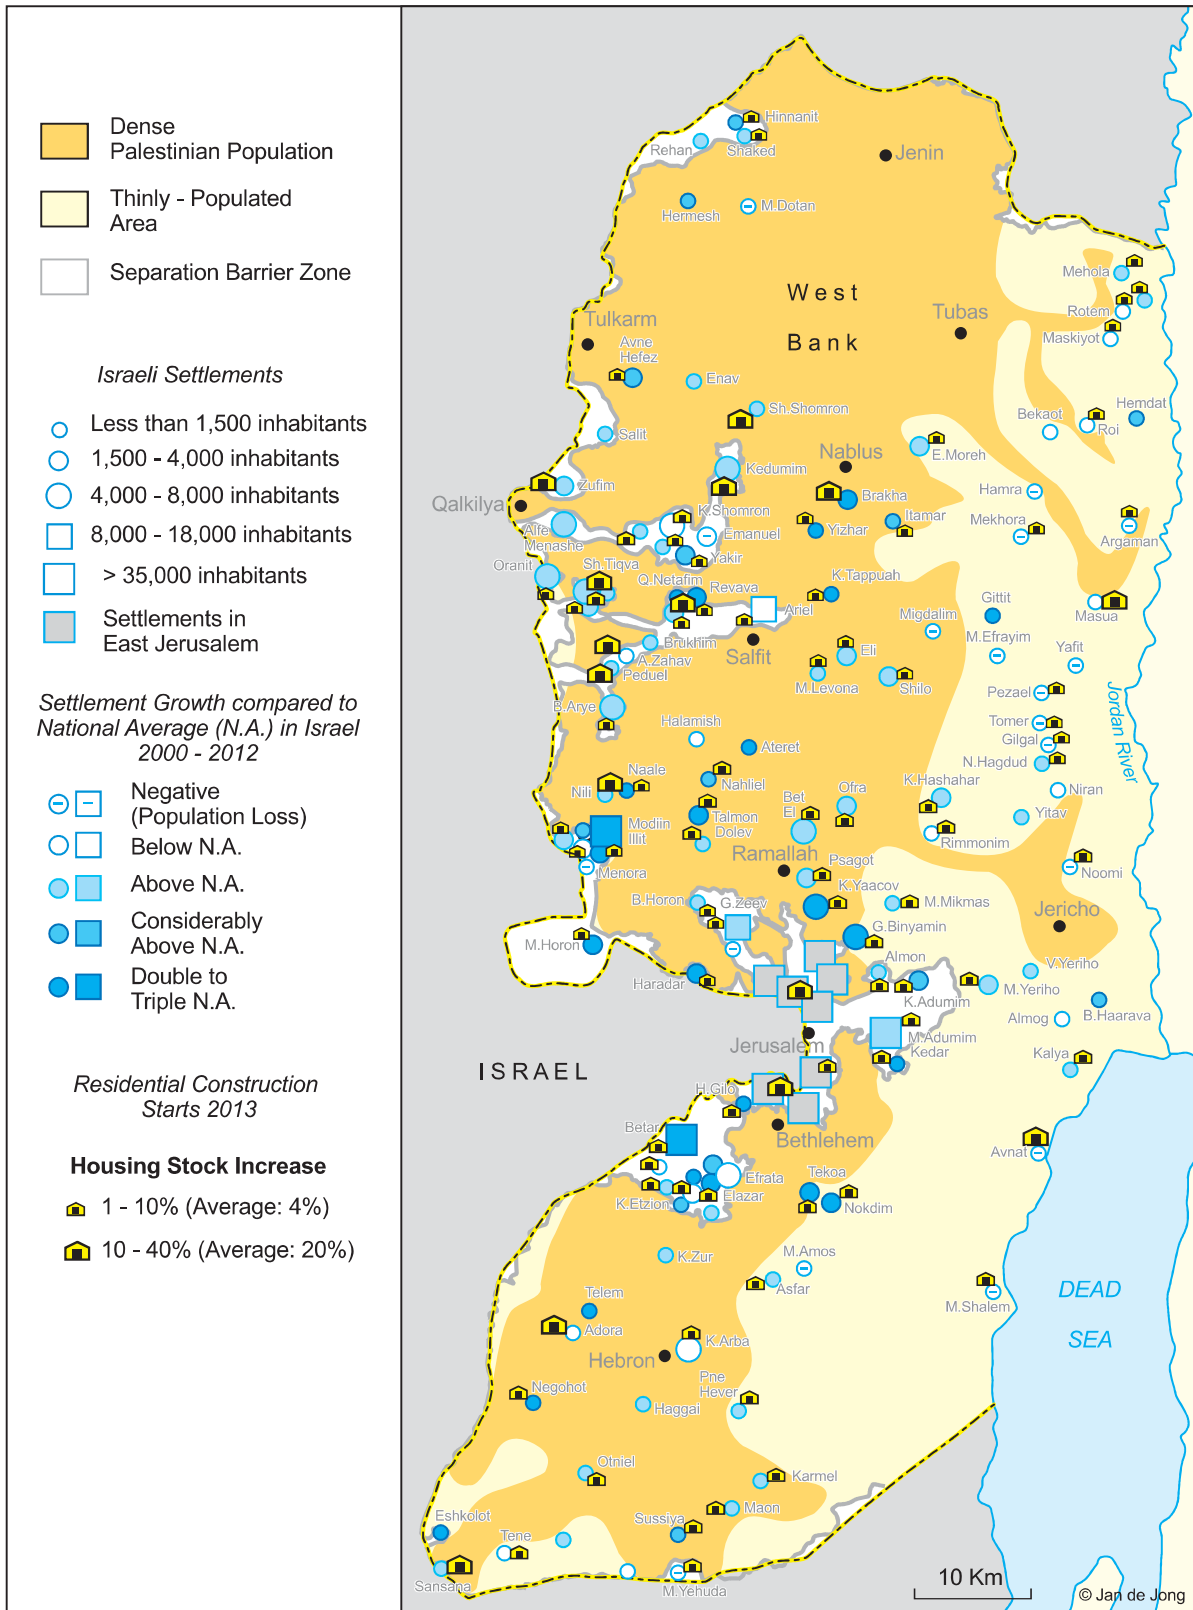 Dense
Palestinian Population
Thinly - Populated
Area
Separation Barrier Zone
Israeli Settlements
Less than 1,500 inhabitants
1,500 - 4,000 inhabitants
4,000 - 8,000 inhabitants
8,000 - 18,000 inhabitants
> 35,000 inhabitants
Settlements in
East Jerusalem
Settlement Growth compared to
National Average (N.A.) in Israel
2000 - 2012
Negative
(Population Loss)
Below N.A.
Above N.A.
Considerably
Above N.A.
Double to
Triple N.A.
Residential Construction
Starts 2013
Housing Stock Increase
1 - 10% (Average: 4%)
10 - 40% (Average: 20%)
Hinnanit
Rehan
Shaked
Jenin
Hermesh
M.Dotan
West
Bank
Mehola
Rotem
Maskiyot
Tulkarm
Tubas
Avne
Hefez
Enav
Sh.Shomron
Salit
Bekaot
Roi
Hemdat
E.Moreh
Nablus
Kedumim
Zufim
Qalkilya
K.Shomron
Brakha
Hamra
Itamar
Mekhora
Argaman
Alfe
Menashe
Emanuel
Yizhar
Yakir
Oranit
Sh.Tiqva
Q.Netafim
Revava
K.Tappuah
Ariel
Migdalim
Gittit
Masua
M.Efrayim
Yafit
Brukhim
Salfit
A.Zahav
Peduel
Eli
M.Levona
Shilo
Pezael
B.Arye
Halamish
Ateret
Tomer
Gilgal
N.Hagdud
Jordan River
Naale
Nili
Nahliel
Ofra
K.Hashahar
Niran
Yitav
Modiin
Illit
Talmon
Dolev
Bet
El
Rimmonim
Menora
Ramallah
Psagot
Noomi
K.Yaacov
M.Mikmas
B.Horon
G.Zeev
Jericho
G.Binyamin
M.Horon
Haradar
Almon
K.Adumim
V.Yeriho
M.Yeriho
Almog
B.Haarava
Jerusalem
M.Adumim
Kedar
Kalya
ISRAEL
H.Gilo
Betar
Bethlehem
Avnat
Efrata
Tekoa
Elazar
K.Etzion
Nokdim
K.Zur
M.Amos
Asfar
M.Shalem
DEAD
SEA
Telem
Adora
K.Arba
Hebron
Pne
Hever
Negohot
Haggai
Otniel
Karmel
Maon
Eshkolot
Sussiya
Tene
Sansana
M.Yehuda
10 Km
© Jan de Jong